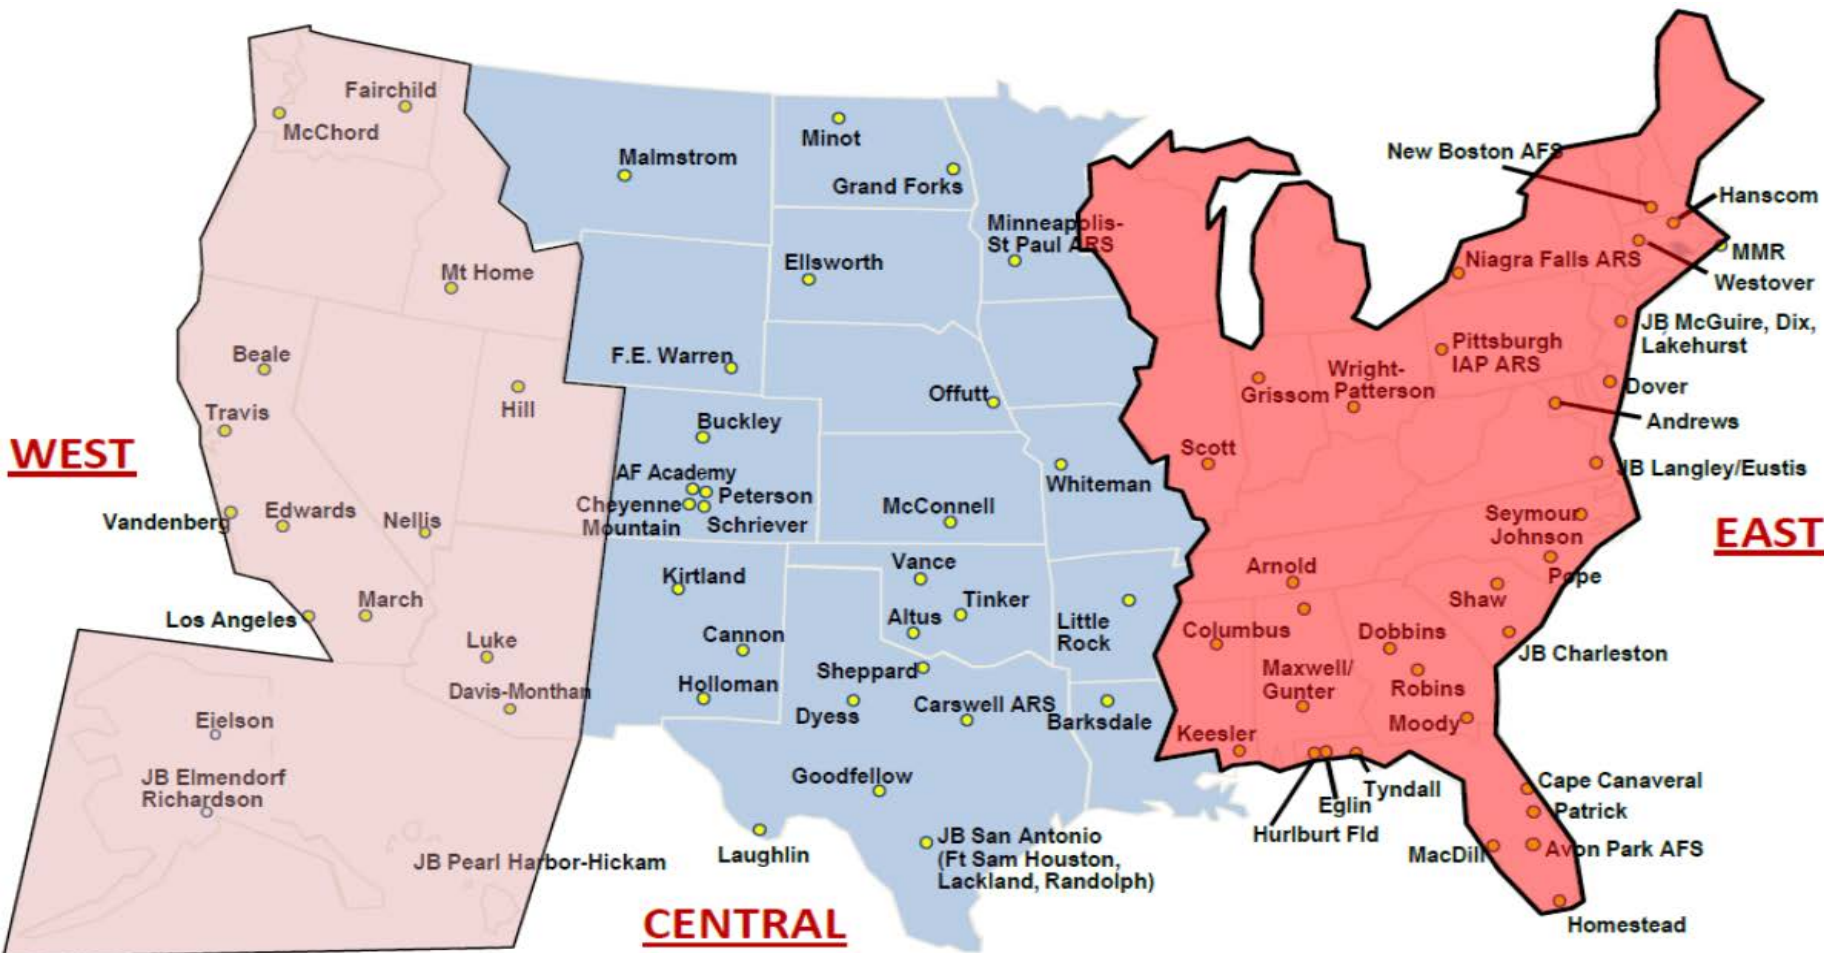 Fairchild
McChord
Mt Home
Beale
Travis
Hill
WEST
Vandenberg
Edwards
Nellis
Los Angeles
March
Luke
Davis-Monthan
Eielson
JB Elmendorf
Richardson
JB Pearl Harbor-Hickam
Malmstrom
Minot
Grand Forks
Minneapolis-
St Paul ARS
Ellsworth
F.E. Warren
Offutt
Buckley
AF Academy
Cheyenne
Mountain
Peterson
Schriever
McConnell
Whiteman
Kirtland
Vance
Altus
Tinker
Little
Rock
Cannon
Holloman
Sheppard
Dyess
Carswell ARS
Barksdale
Goodfellow
Laughlin
JB San Antonio
(Ft Sam Houston,
Lackland, Randolph)
CENTRAL
New Boston AFS
Hanscom
MMR
Westover
Niagra Falls ARS
JB McGuire, Dix,
Lakehurst
Pittsburgh
IAP ARS
Wright-
Patterson
Grissom
Dover
Andrews
Scott
JB Langley/Eustis
Seymour
Johnson
EAST
Pope
Arnold
Shaw
Columbus
Dobbins
JB Charleston
Maxwell/
Gunter
Robins
Moody
Keesler
Tyndall
Eglin
Hurlburt Fld
Cape Canaveral
Patrick
MacDill
Avon Park AFS
Homestead